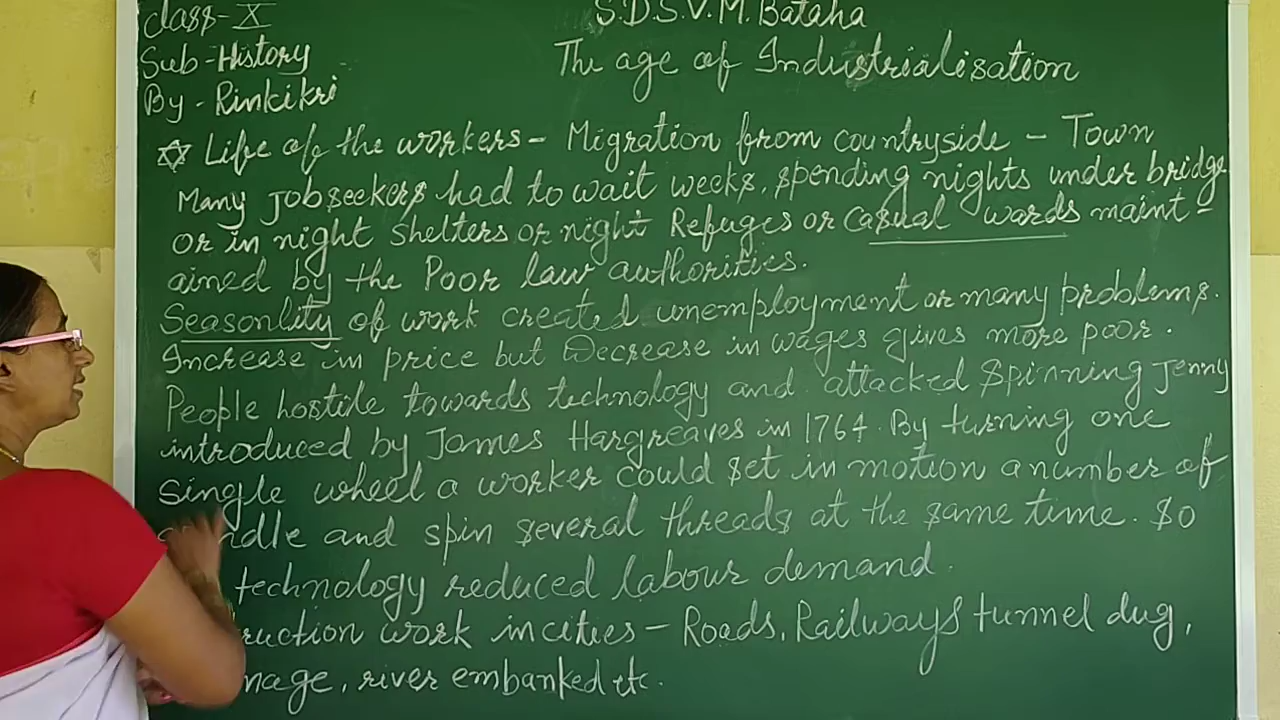 Class - X
S.D.S.V.M. Bataha
Sub - History
The age of Industrialisation
By - Rinkikri
☆ Life of the workers - Migration from countryside - Town
Many jobseekers had to wait weeks, spending nights under bridge
or in night shelters or night Refuges or casual wards maint-
ained by the Poor law authorities.
Seasonlity of work created unemployment or many problems.
Increase in price but Decrease in wages gives more poor.
People hostile towards technology and attacked Spinning Jenny
introduced by James Hargreaves in 1764. By turning one
single wheel a worker could set in motion a number of
ndle and spin several threads at the same time. So
technology reduced labour demand.
ruction work in cities - Roads, Railways tunnel dug,
nage, river embanked etc.